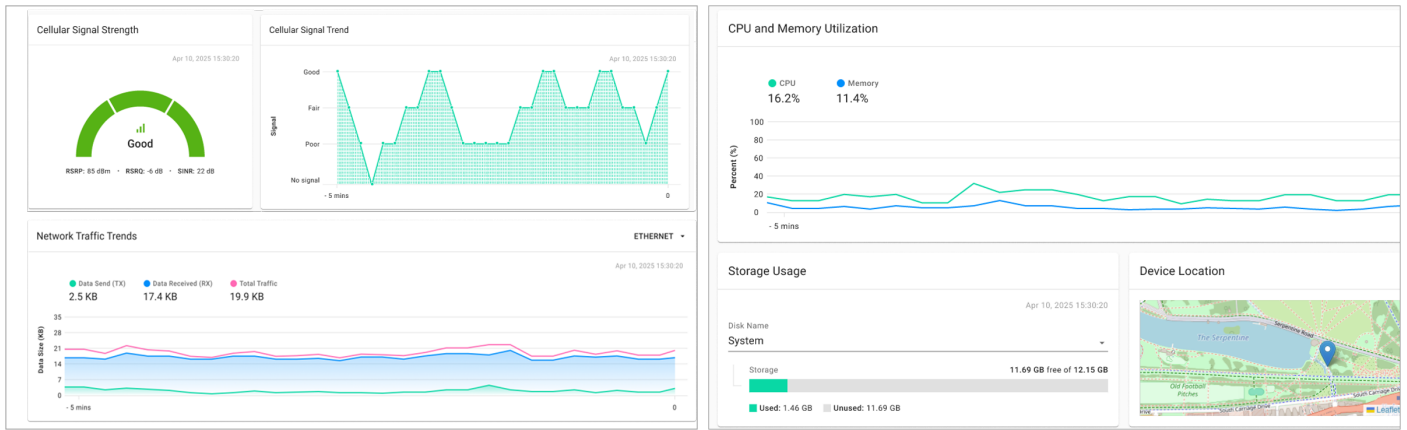 Cellular Signal Strength
Apr 10, 2025 15:30:20
Good
RSRP: 85 dBm • RSRQ: -6 dB • SINR: 22 dB
Cellular Signal Trend
Apr 10, 2025 15:30:20
Signal
Good
Fair
Poor
No signal
- 5 mins
0
Network Traffic Trends
ETHERNET
Apr 10, 2025 15:30:20
Data Send (TX)
2.5 KB
Data Received (RX)
17.4 KB
Total Traffic
19.9 KB
Data Size (KB)
35
28
21
14
7
0
- 5 mins
0
CPU and Memory Utilization
CPU
16.2%
Memory
11.4%
Percent (%)
100
80
60
40
20
0
- 5 mins
Storage Usage
Apr 10, 2025 15:30:20
Disk Name
System
Storage
11.69 GB free of 12.15 GB
Used: 1.46 GB
Unused: 11.69 GB
Device Location
Serpentine Road
The Serpentine
Old Football
Pitches
South Carriage Drive
South Carriage Driv
rive
Leaflet